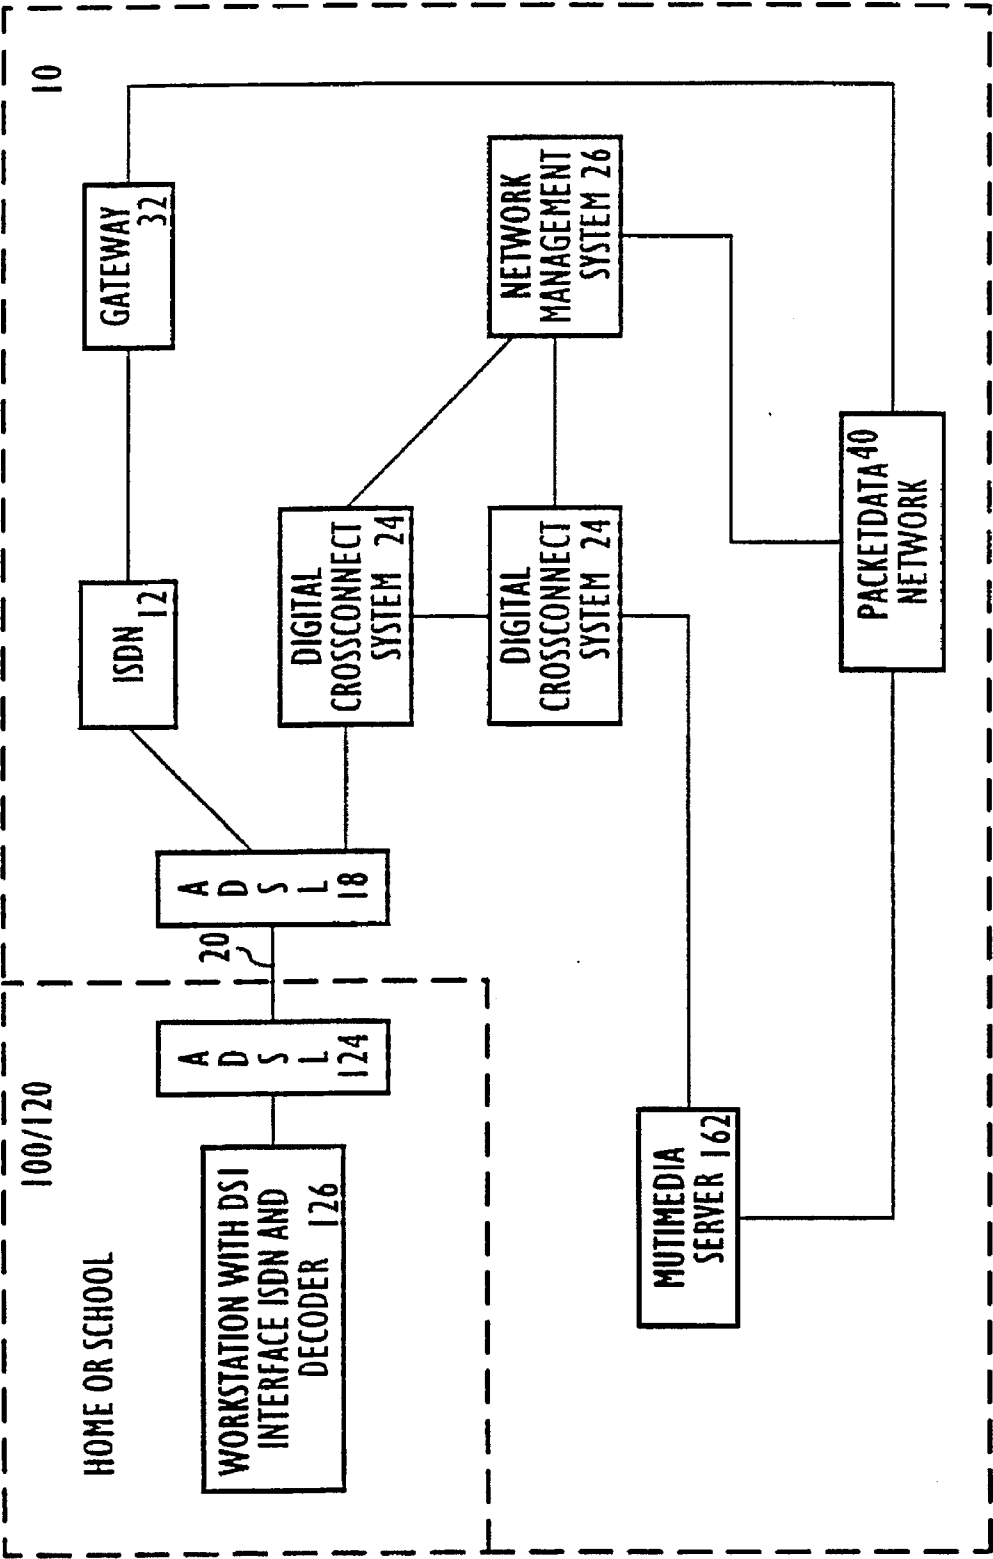 HOME OR SCHOOL
100/120
10
WORKSTATION WITH DSI
INTERFACE ISDN AND
DECODER 126
A
D
S
L
124
20
A
D
S
L
18
ISDN
12
GATEWAY
32
DIGITAL
CROSSCONNECT
SYSTEM 24
DIGITAL
CROSSCONNECT
SYSTEM 24
NETWORK
MANAGEMENT
SYSTEM 26
MUTIMEDIA
SERVER 162
PACKETDATA 40
NETWORK